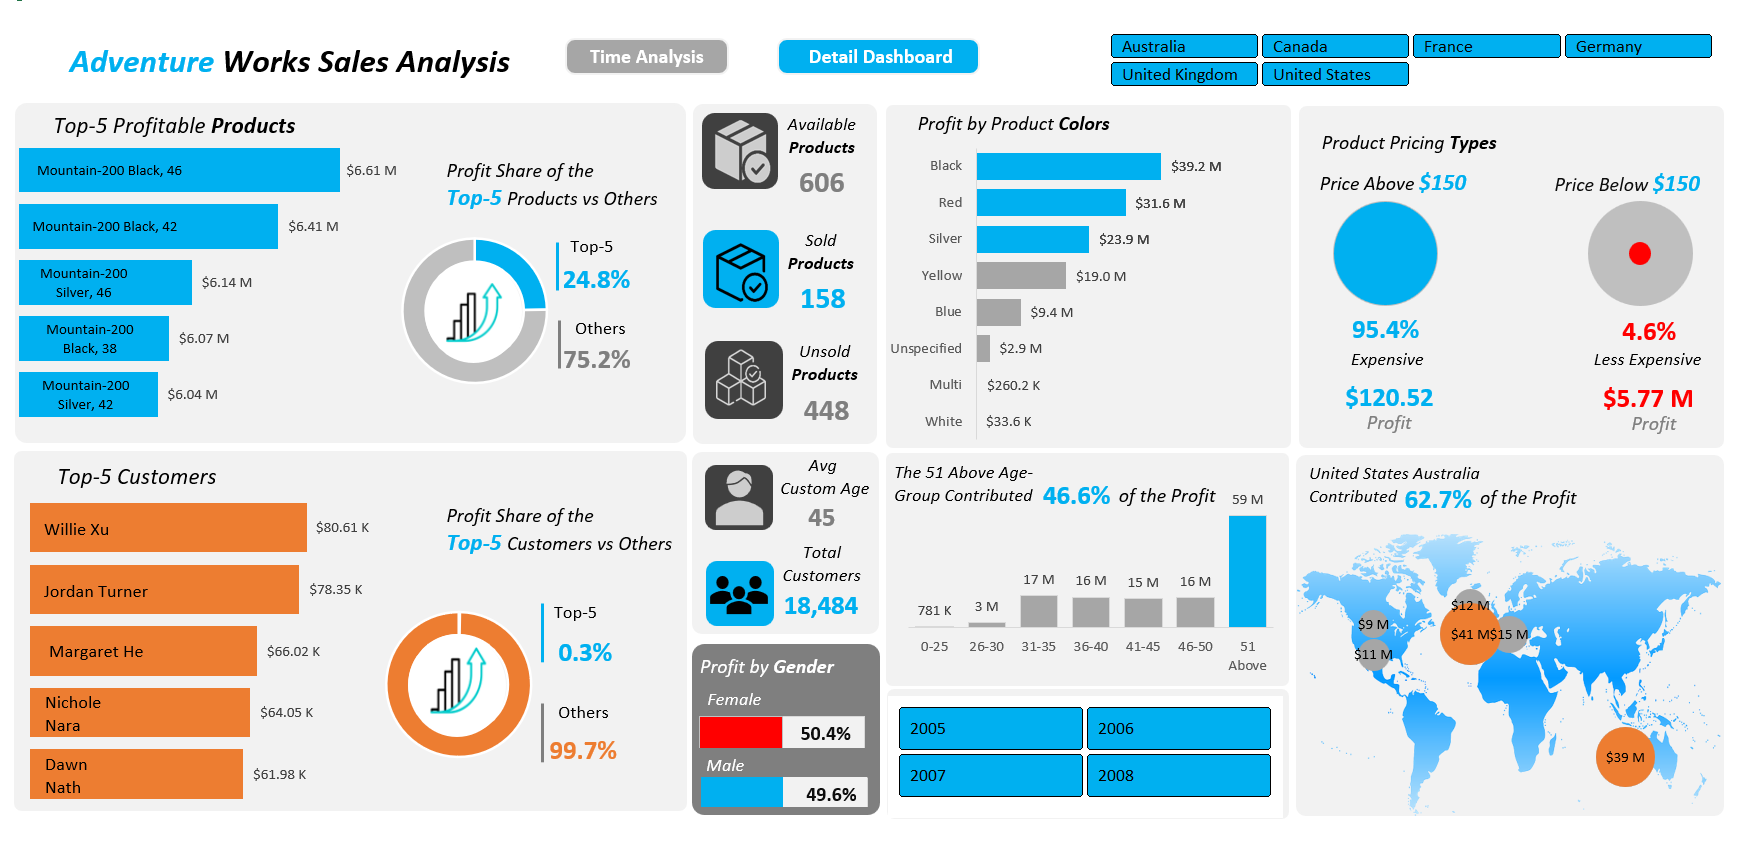 Adventure Works Sales Analysis
Time Analysis
Detail Dashboard
Australia
Canada
France
Germany
United Kingdom
United States
Top-5 Profitable Products
Mountain-200 Black, 46
$6.61 M
Mountain-200 Black, 42
$6.41 M
Mountain-200
Silver, 46
$6.14 M
Mountain-200
Black, 38
$6.07 M
Mountain-200
Silver, 42
$6.04 M
Profit Share of the
Top-5 Products vs Others
Top-5
24.8%
Others
75.2%
Available
Products
606
Sold
Products
158
Unsold
Products
448
Profit by Product Colors
Black
$39.2 M
Red
$31.6 M
Silver
$23.9 M
Yellow
$19.0 M
Blue
$9.4 M
Unspecified
$2.9 M
Multi
$260.2 K
White
$33.6 K
Product Pricing Types
Price Above $150
95.4%
Expensive
$120.52
Profit
Price Below $150
4.6%
Less Expensive
$5.77 M
Profit
Top-5 Customers
Willie Xu
$80.61 K
Jordan Turner
$78.35 K
Margaret He
$66.02 K
Nichole
Nara
$64.05 K
Dawn
Nath
$61.98 K
Profit Share of the
Top-5 Customers vs Others
Top-5
0.3%
Others
99.7%
Avg
Custom Age
45
Total
Customers
18,484
Profit by Gender
Female
50.4%
Male
49.6%
The 51 Above Age-
Group Contributed 46.6% of the Profit
781 K
3 M
17 M
16 M
15 M
16 M
59 M
0-25
26-30
31-35
36-40
41-45
46-50
51
Above
2005
2006
2007
2008
United States Australia
Contributed 62.7% of the Profit
$12 M
$9 M
$41 M
$15 M
$11 M
$39 M